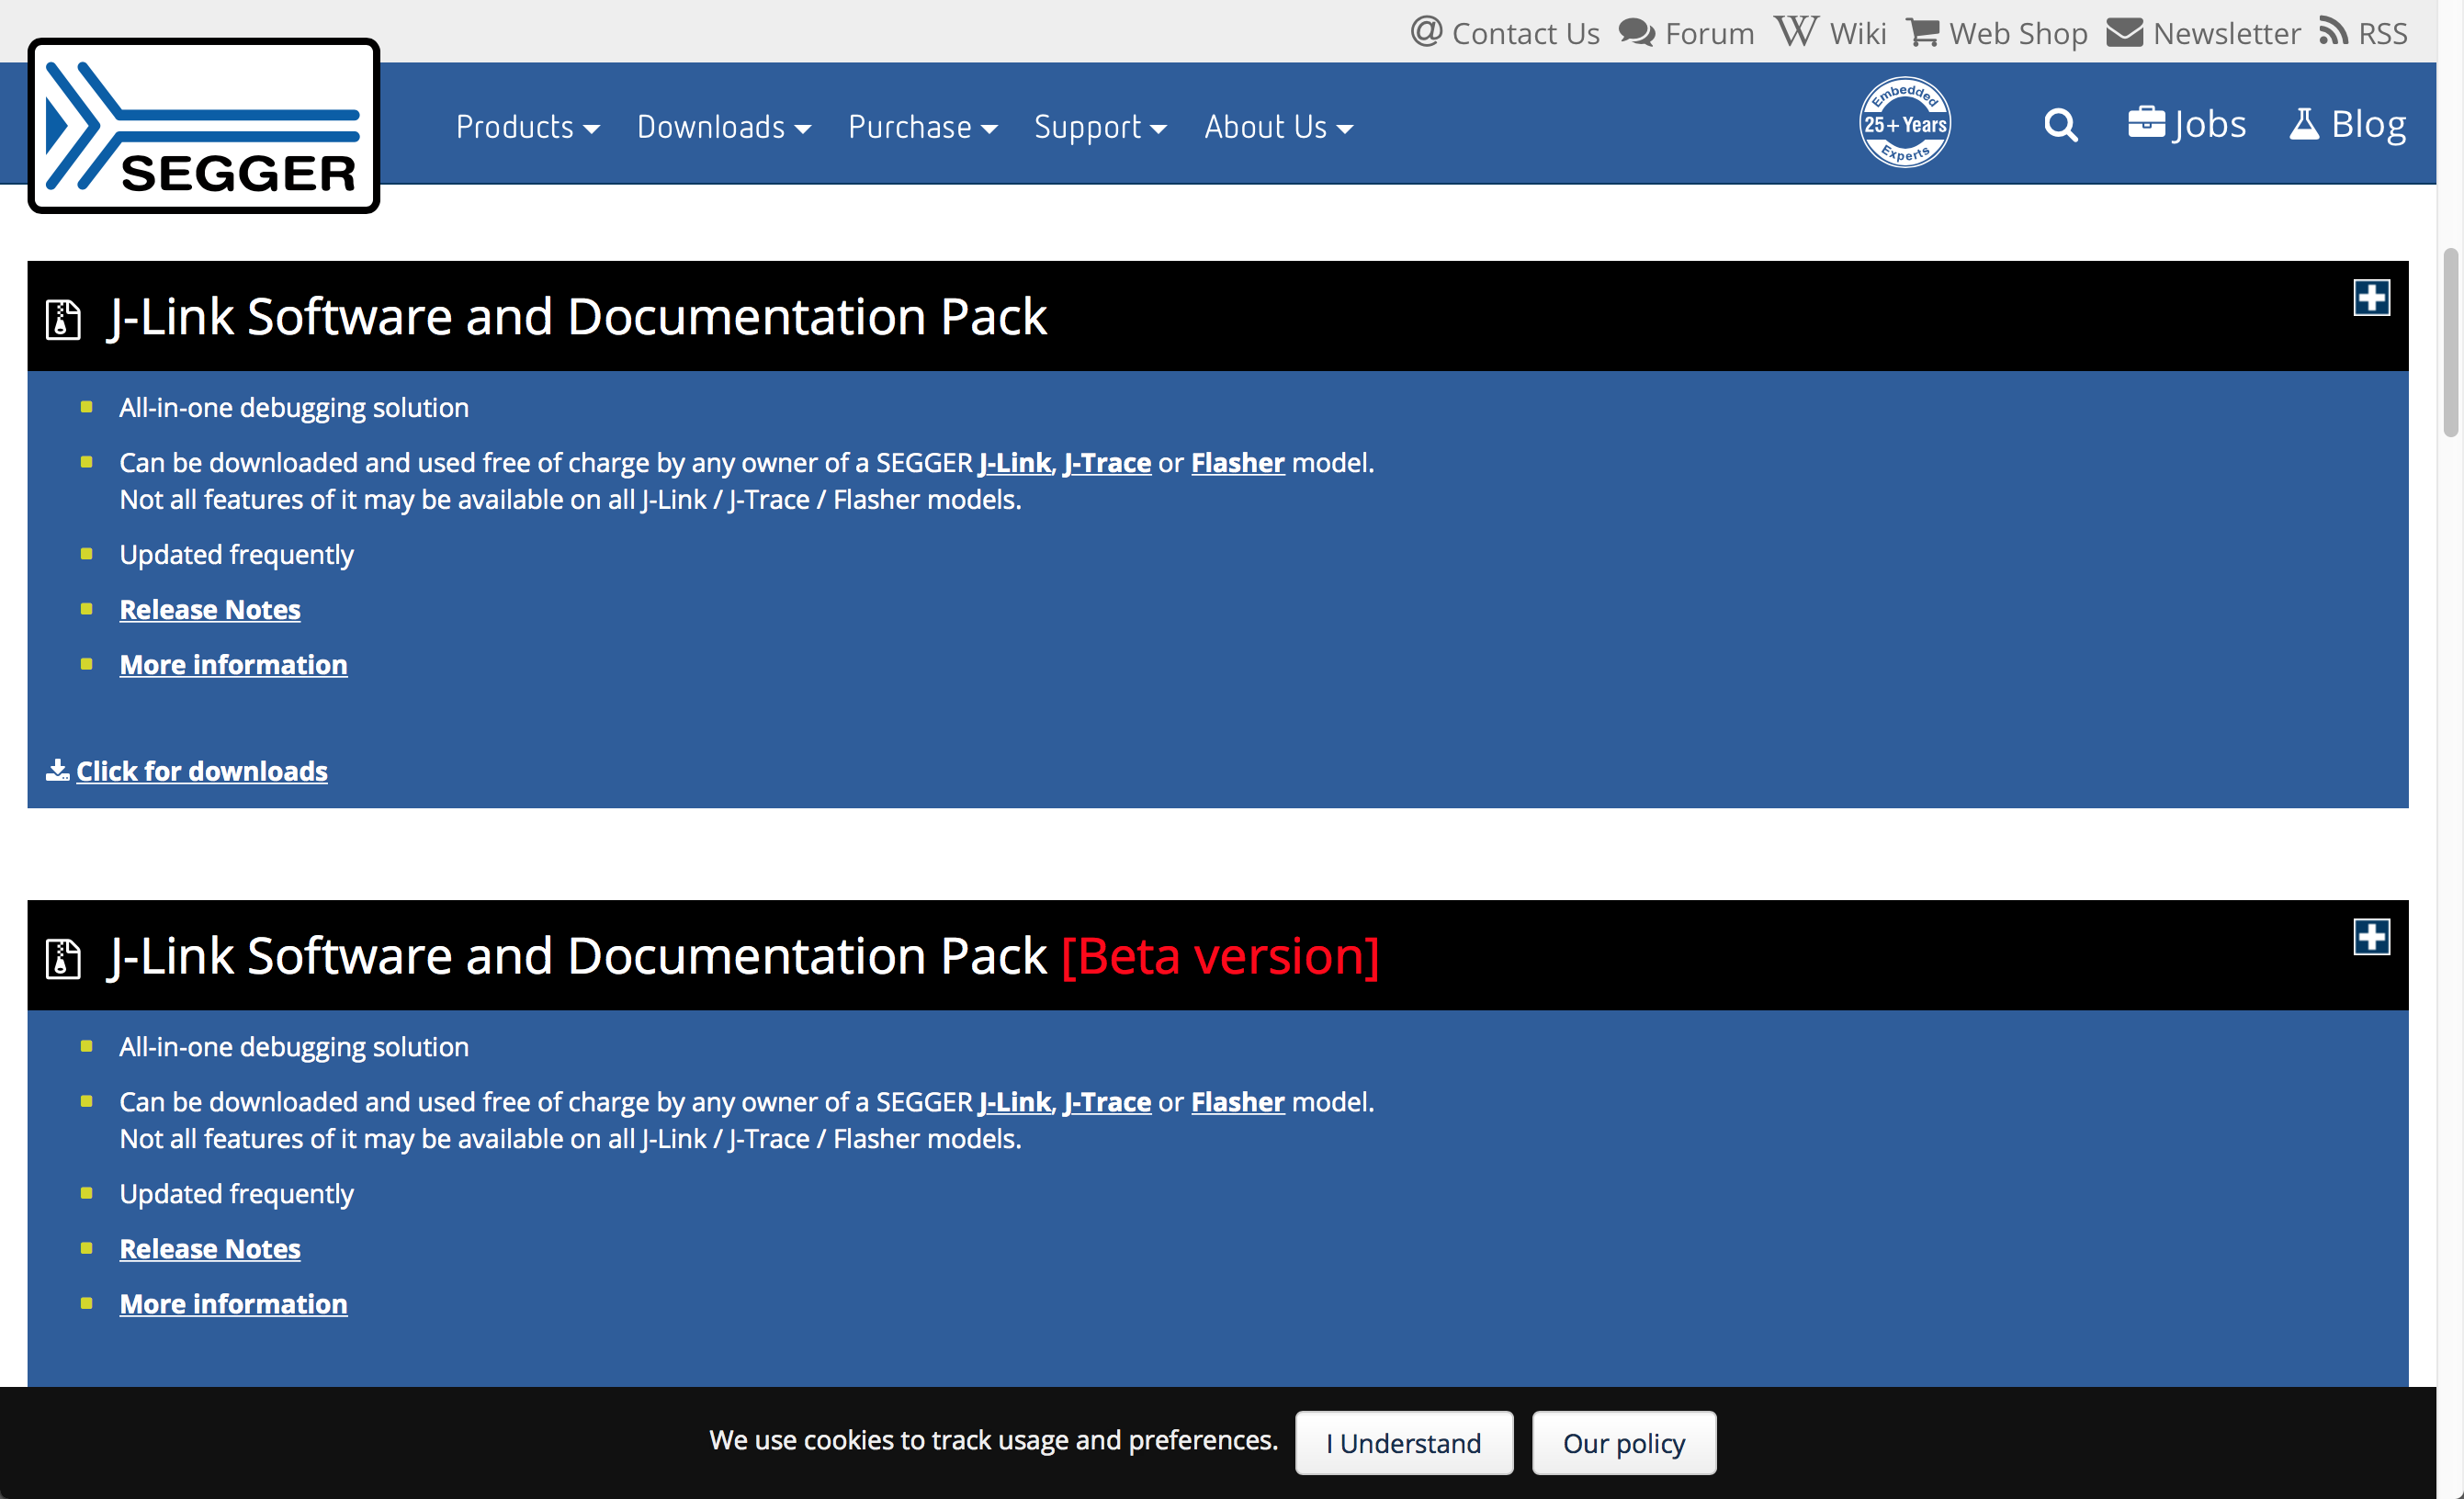 @ Contact Us Forum Wiki Web Shop Newsletter RSS
SEGGER
Products Downloads Purchase Support About Us
Embedded
25+Years
Experts
Jobs Blog
J-Link Software and Documentation Pack
All-in-one debugging solution
Can be downloaded and used free of charge by any owner of a SEGGER J-Link, J-Trace or Flasher model.
Not all features of it may be available on all J-Link / J-Trace / Flasher models.
Updated frequently
Release Notes
More information
Click for downloads
J-Link Software and Documentation Pack [Beta version]
All-in-one debugging solution
Can be downloaded and used free of charge by any owner of a SEGGER J-Link, J-Trace or Flasher model.
Not all features of it may be available on all J-Link / J-Trace / Flasher models.
Updated frequently
Release Notes
More information
We use cookies to track usage and preferences. I Understand Our policy